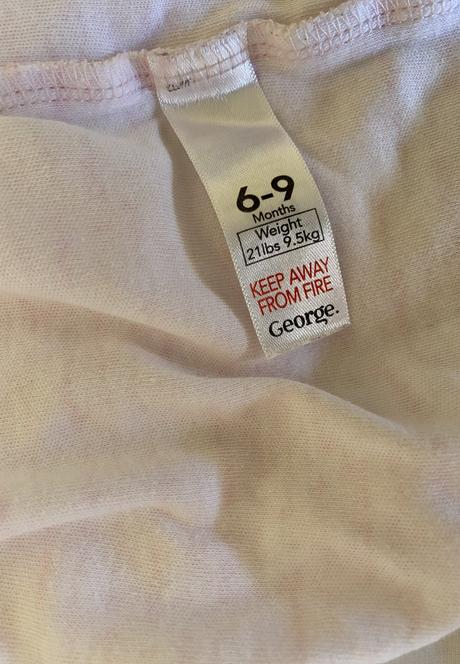 6-9
Months
Weight
21lbs 9.5kg
KEEP AWAY
FROM FIRE
George.